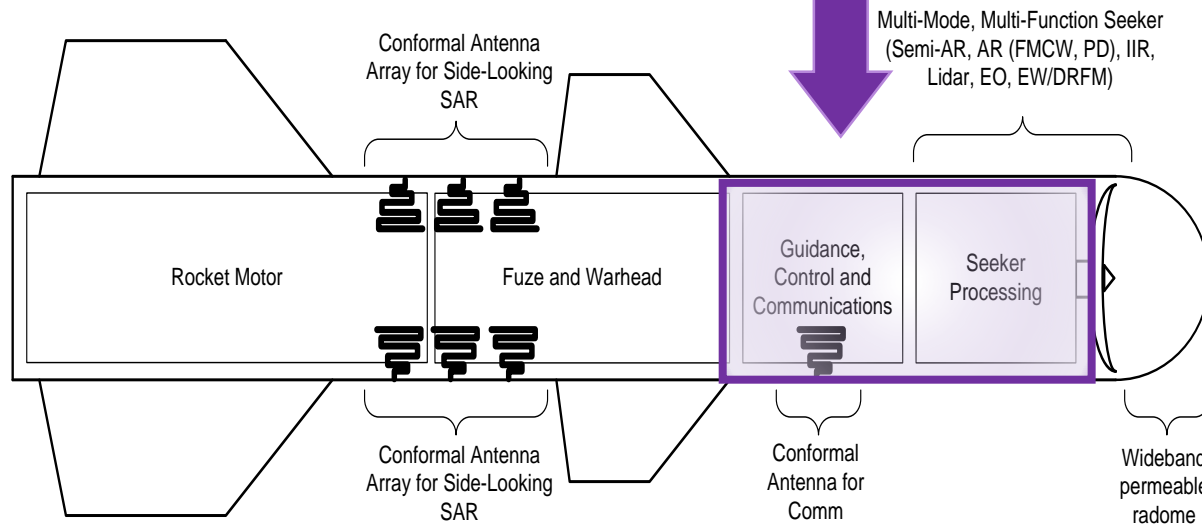 Conformal Antenna
Array for Side-Looking
SAR
Multi-Mode, Multi-Function Seeker
(Semi-AR, AR (FMCW, PD), IIR,
Lidar, EO, EW/DRFM)
Rocket Motor
Fuze and Warhead
Guidance,
Control and
Communications
Seeker
Processing
Conformal Antenna
Array for Side-Looking
SAR
Conformal
Antenna for
Comm
Wideband
permeable
radome